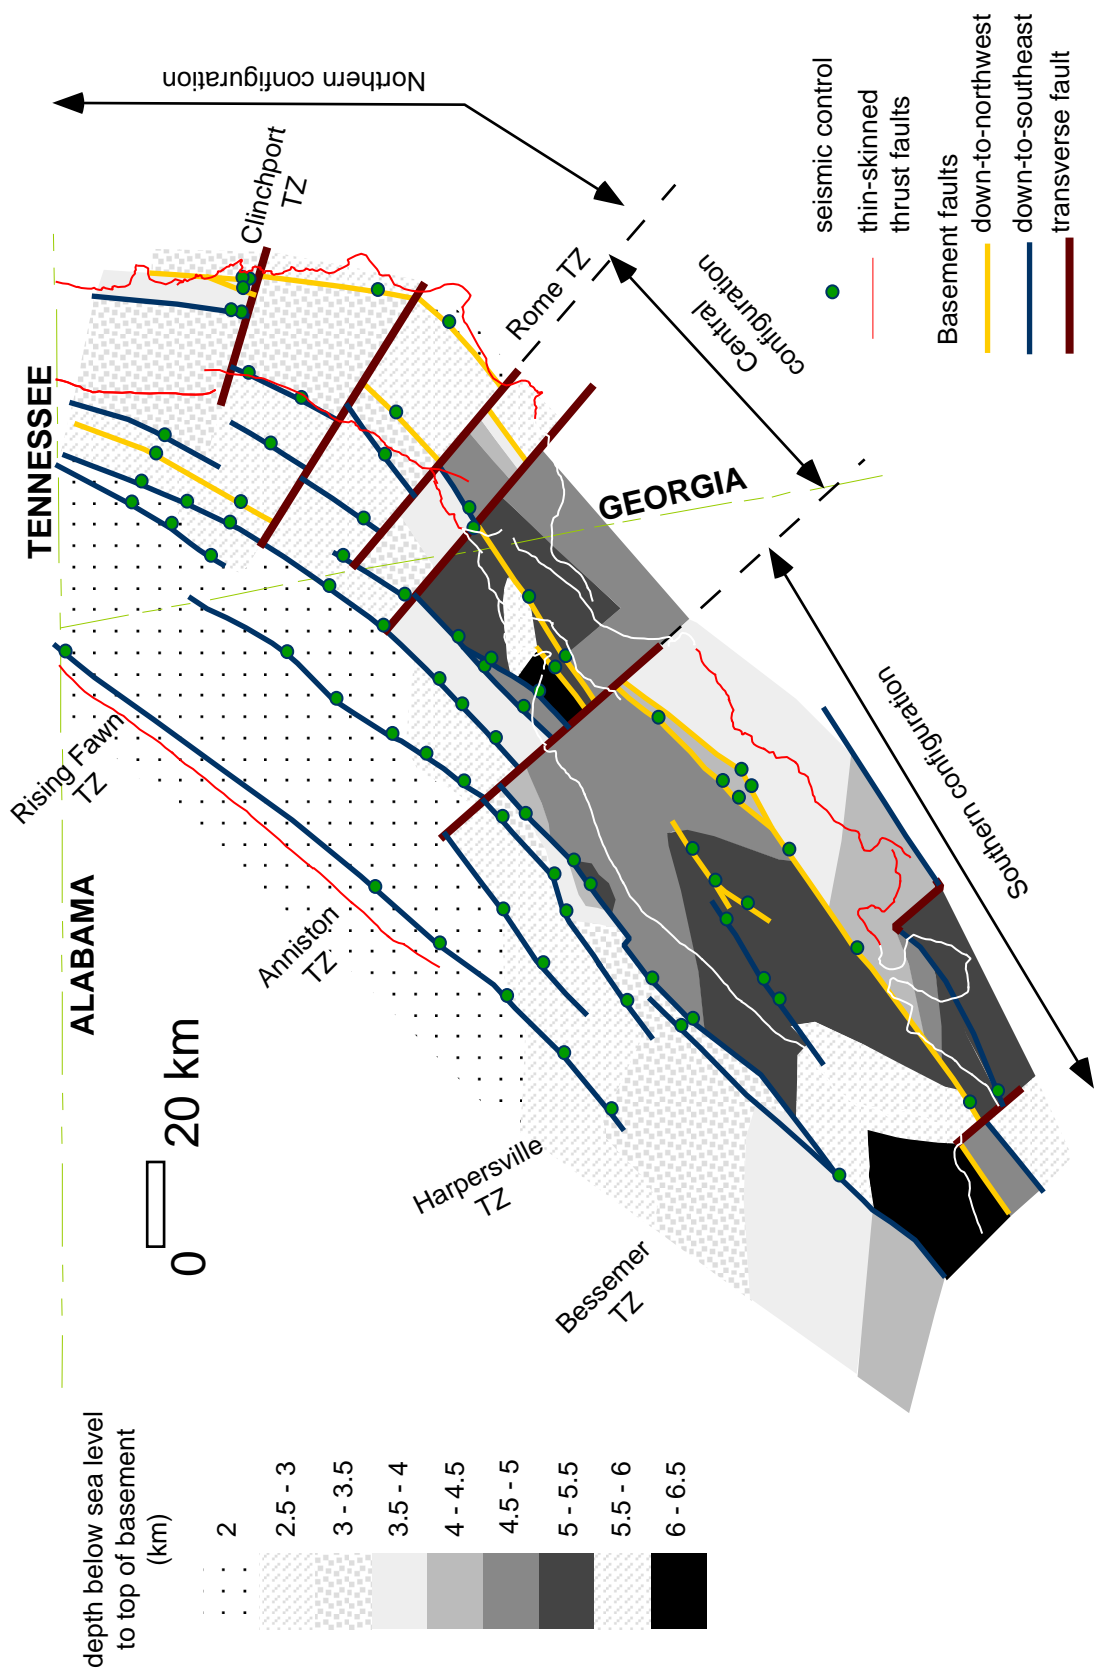 TENNESSEE
ALABAMA
GEORGIA
Northern configuration
Central
configuration
Southern configuration
Clinchport
TZ
Rome TZ
Rising Fawn
TZ
Anniston
TZ
Harpersville
TZ
Bessemer
TZ
0
20 km
depth below sea level
to top of basement
(km)
2
2.5 - 3
3 - 3.5
3.5 - 4
4 - 4.5
4.5 - 5
5 - 5.5
5.5 - 6
6 - 6.5
seismic control
thin-skinned
thrust faults
Basement faults
down-to-northwest
down-to-southeast
transverse fault